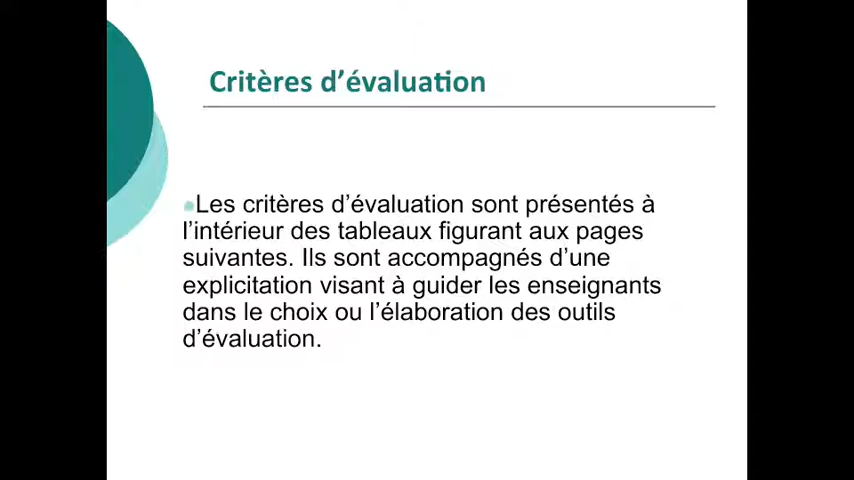 Critères d’évaluation
Les critères d’évaluation sont présentés à
l’intérieur des tableaux figurant aux pages
suivantes. Ils sont accompagnés d’une
explicitation visant à guider les enseignants
dans le choix ou l’élaboration des outils
d’évaluation.